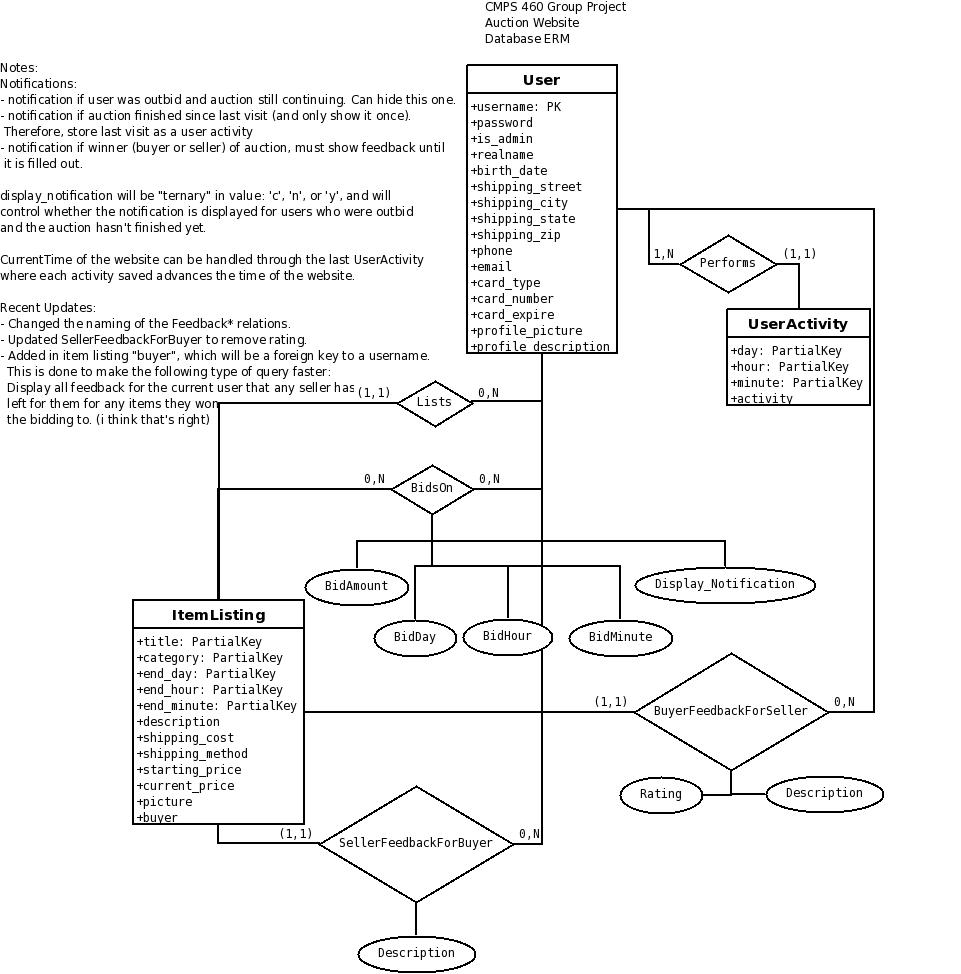 CMPS 460 Group Project
Auction Website
Database ERM
Notes:
Notifications:
- notification if user was outbid and auction still continuing. Can hide this one.
- notification if auction finished since last visit (and only show it once).
Therefore, store last visit as a user activity
- notification if winner (buyer or seller) of auction, must show feedback until
it is filled out.
display_notification will be "ternary" in value: 'c', 'n', or 'y', and will
control whether the notification is displayed for users who were outbid
and the auction hasn't finished yet.
CurrentTime of the website can be handled through the last UserActivity
where each activity saved advances the time of the website.
Recent Updates:
- Changed the naming of the Feedback* relations.
- Updated SellerFeedbackForBuyer to remove rating.
- Added in item listing "buyer", which will be a foreign key to a username.
This is done to make the following type of query faster:
Display all feedback for the current user that any seller has
left for them for any items they won
the bidding to. (i think that's right)
User
+username: PK
+password
+is_admin
+realname
+birth_date
+shipping_street
+shipping_city
+shipping_state
+shipping_zip
+phone
+email
+card_type
+card_number
+card_expire
+profile_picture
+profile_description
1,N
Performs
(1,1)
UserActivity
+day: PartialKey
+hour: PartialKey
+minute: PartialKey
+activity
(1,1)
Lists
0,N
0,N
BidsOn
0,N
BidAmount
Display_Notification
BidDay
BidHour
BidMinute
ItemListing
+title: PartialKey
+category: PartialKey
+end_day: PartialKey
+end_hour: PartialKey
+end_minute: PartialKey
+description
+shipping_cost
+shipping_method
+starting_price
+current_price
+picture
+buyer
(1,1)
BuyerFeedbackForSeller
0,N
Rating
Description
(1,1)
SellerFeedbackForBuyer
0,N
Description